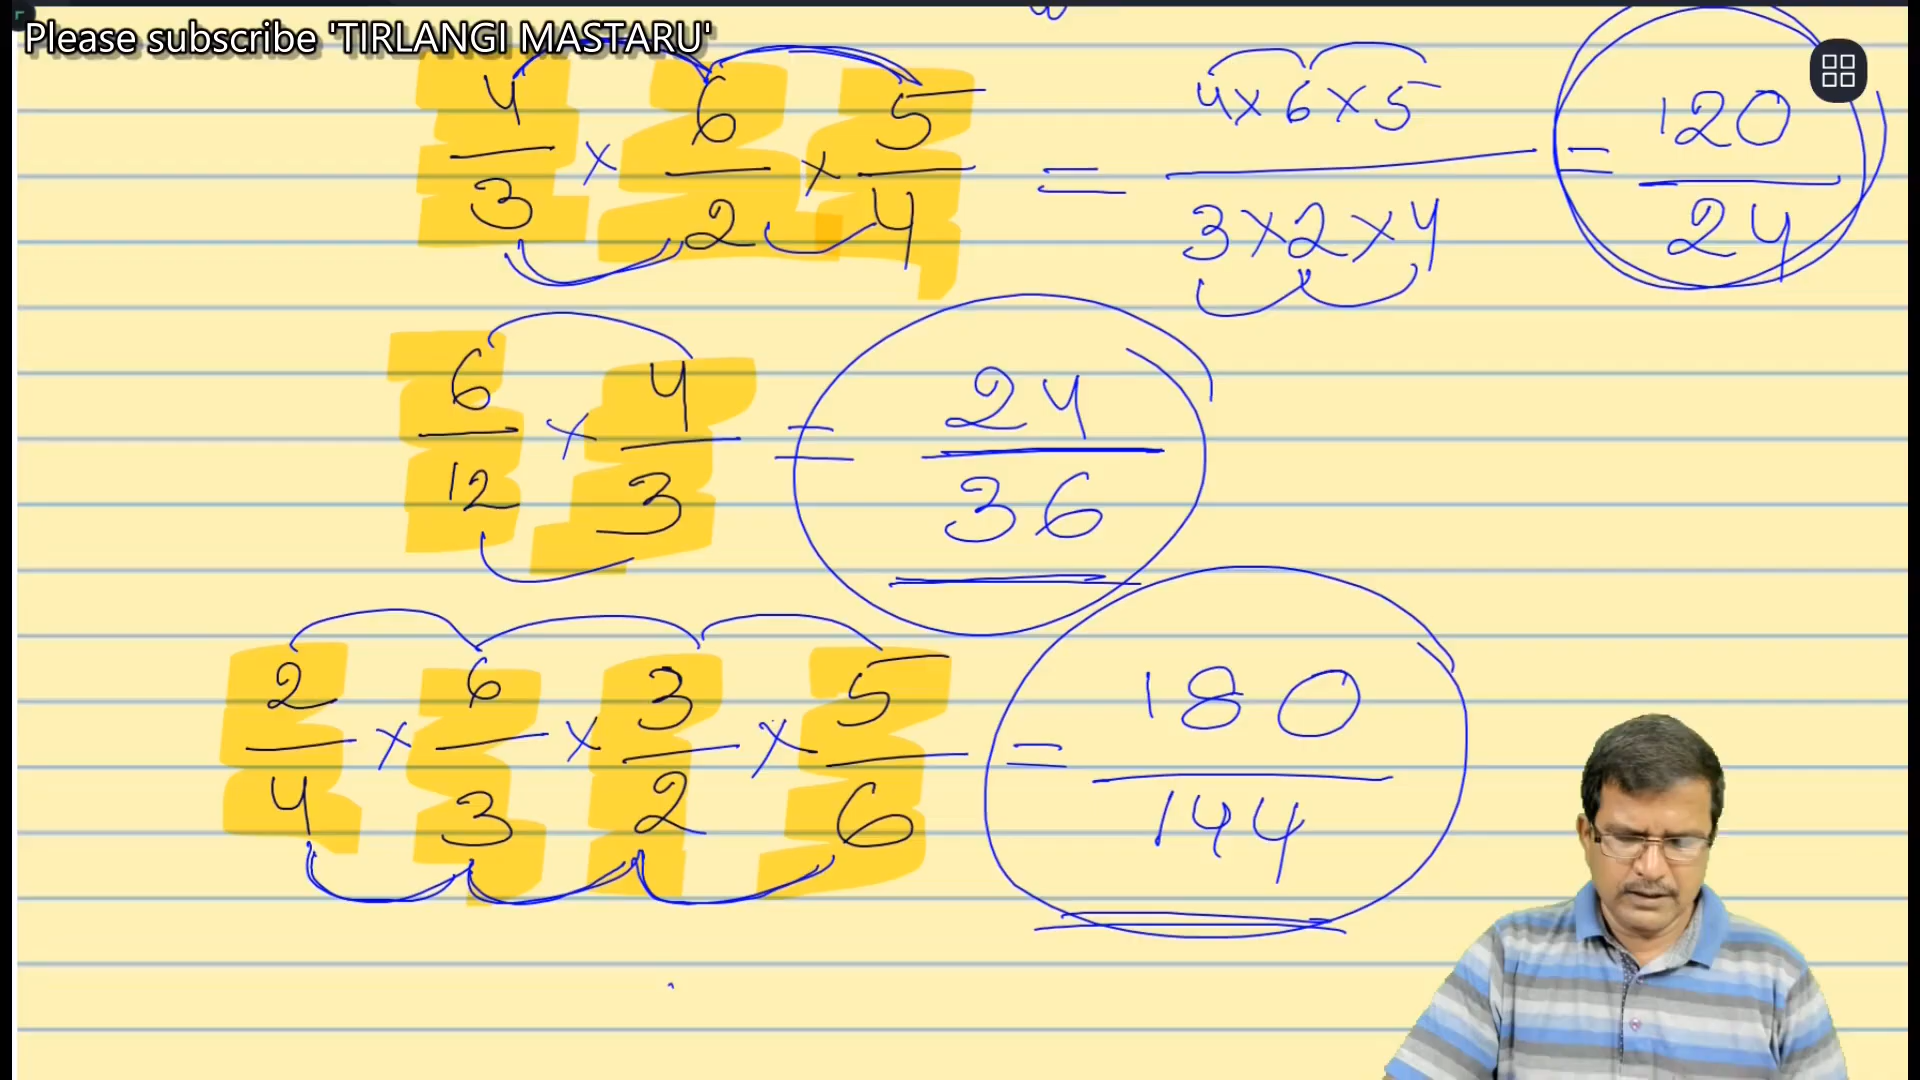 Please subscribe 'TIRLANGI MASTARU'
4/3 × 6/2 × 5/4 = 4×6×5/3×2×4 = 120/24
6/12 × 4/3 = 24/36
2/4 × 6/3 × 3/2 × 5/6 = 180/144